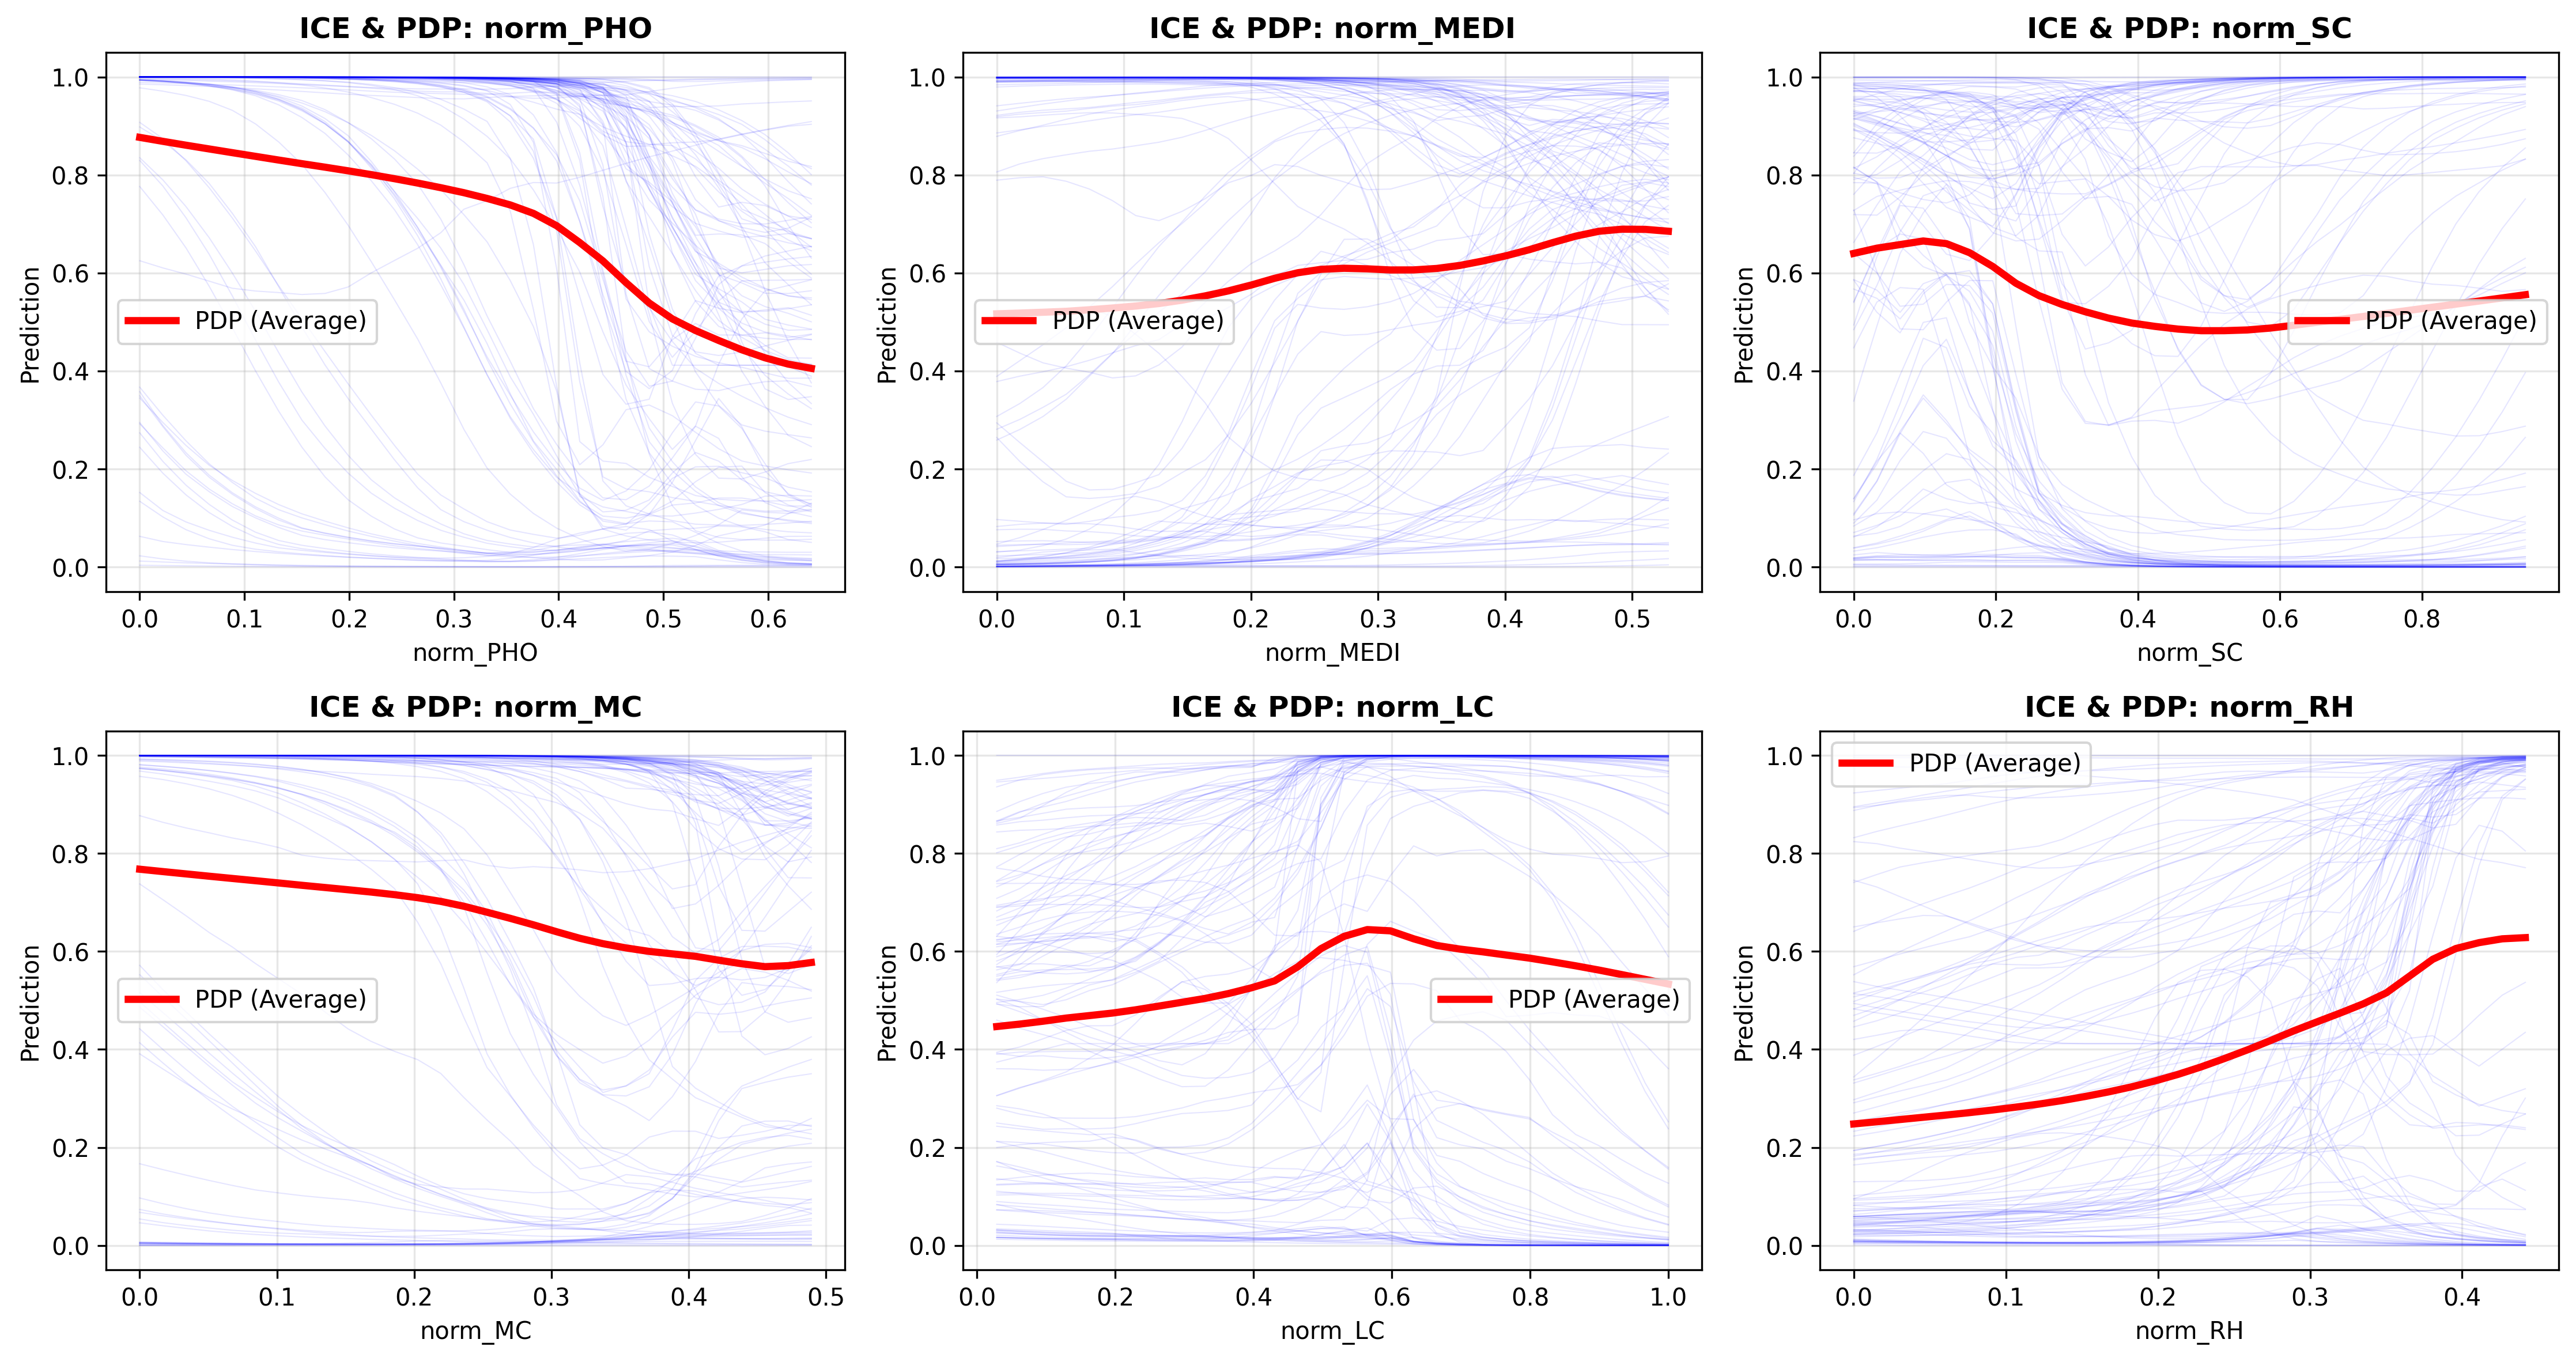 ICE & PDP: norm_PHO
Prediction
1.0
0.8
0.6
0.4
0.2
0.0
PDP (Average)
0.0 0.1 0.2 0.3 0.4 0.5 0.6
norm_PHO
ICE & PDP: norm_MEDI
Prediction
1.0
0.8
0.6
0.4
0.2
0.0
PDP (Average)
0.0 0.1 0.2 0.3 0.4 0.5
norm_MEDI
ICE & PDP: norm_SC
Prediction
1.0
0.8
0.6
0.4
0.2
0.0
PDP (Average)
0.0 0.2 0.4 0.6 0.8
norm_SC
ICE & PDP: norm_MC
Prediction
1.0
0.8
0.6
0.4
0.2
0.0
PDP (Average)
0.0 0.1 0.2 0.3 0.4 0.5
norm_MC
ICE & PDP: norm_LC
Prediction
1.0
0.8
0.6
0.4
0.2
0.0
PDP (Average)
0.0 0.2 0.4 0.6 0.8 1.0
norm_LC
ICE & PDP: norm_RH
Prediction
1.0
0.8
0.6
0.4
0.2
0.0
PDP (Average)
0.0 0.1 0.2 0.3 0.4
norm_RH